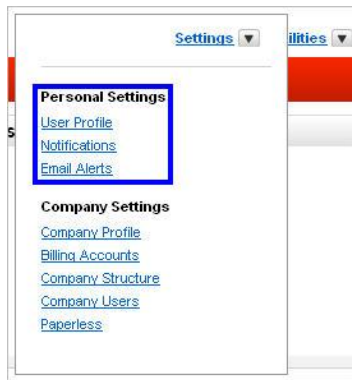 Settings ilities
Personal Settings
User Profile
Notifications
Email Alerts
Company Settings
Company Profile
Billing Accounts
Company Structure
Company Users
Paperless